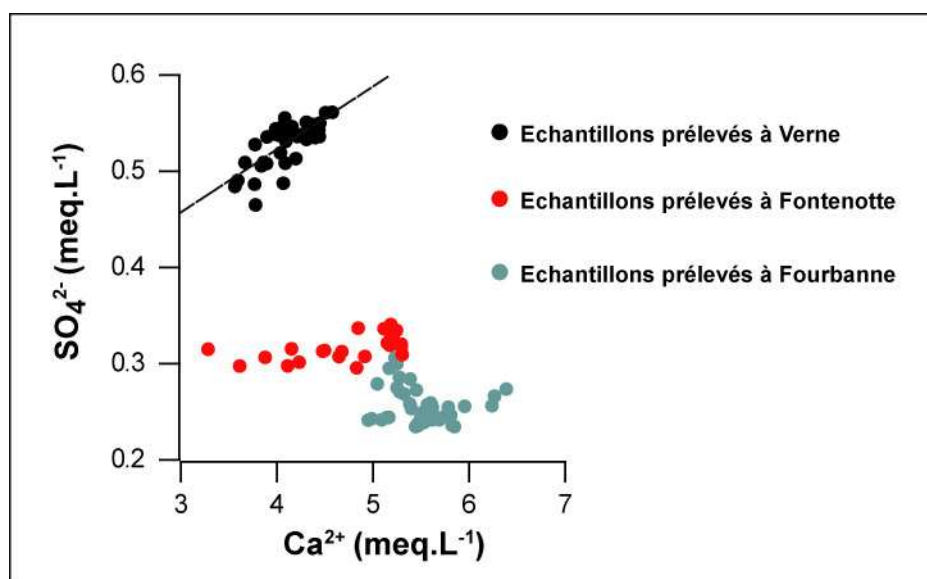 0.6
0.5
0.4
0.3
0.2
SO₄²⁻ (meq.L⁻¹)
3 4 5 6 7
Ca²⁺ (meq.L⁻¹)
Echantillons prélevés à Verne
Echantillons prélevés à Fontenotte
Echantillons prélevés à Fourbanne